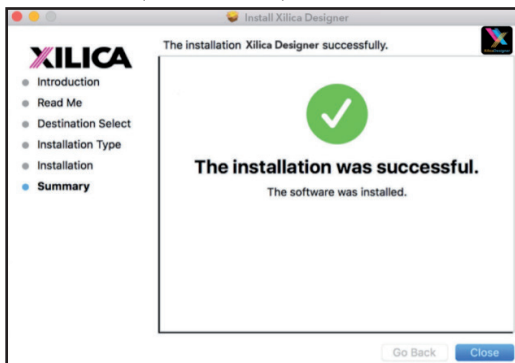 Install Xilica Designer
XILICA
The installation Xilica Designer successfully.
Introduction
Read Me
Destination Select
Installation Type
Installation
Summary
The installation was successful.
The software was installed.
Go Back
Close